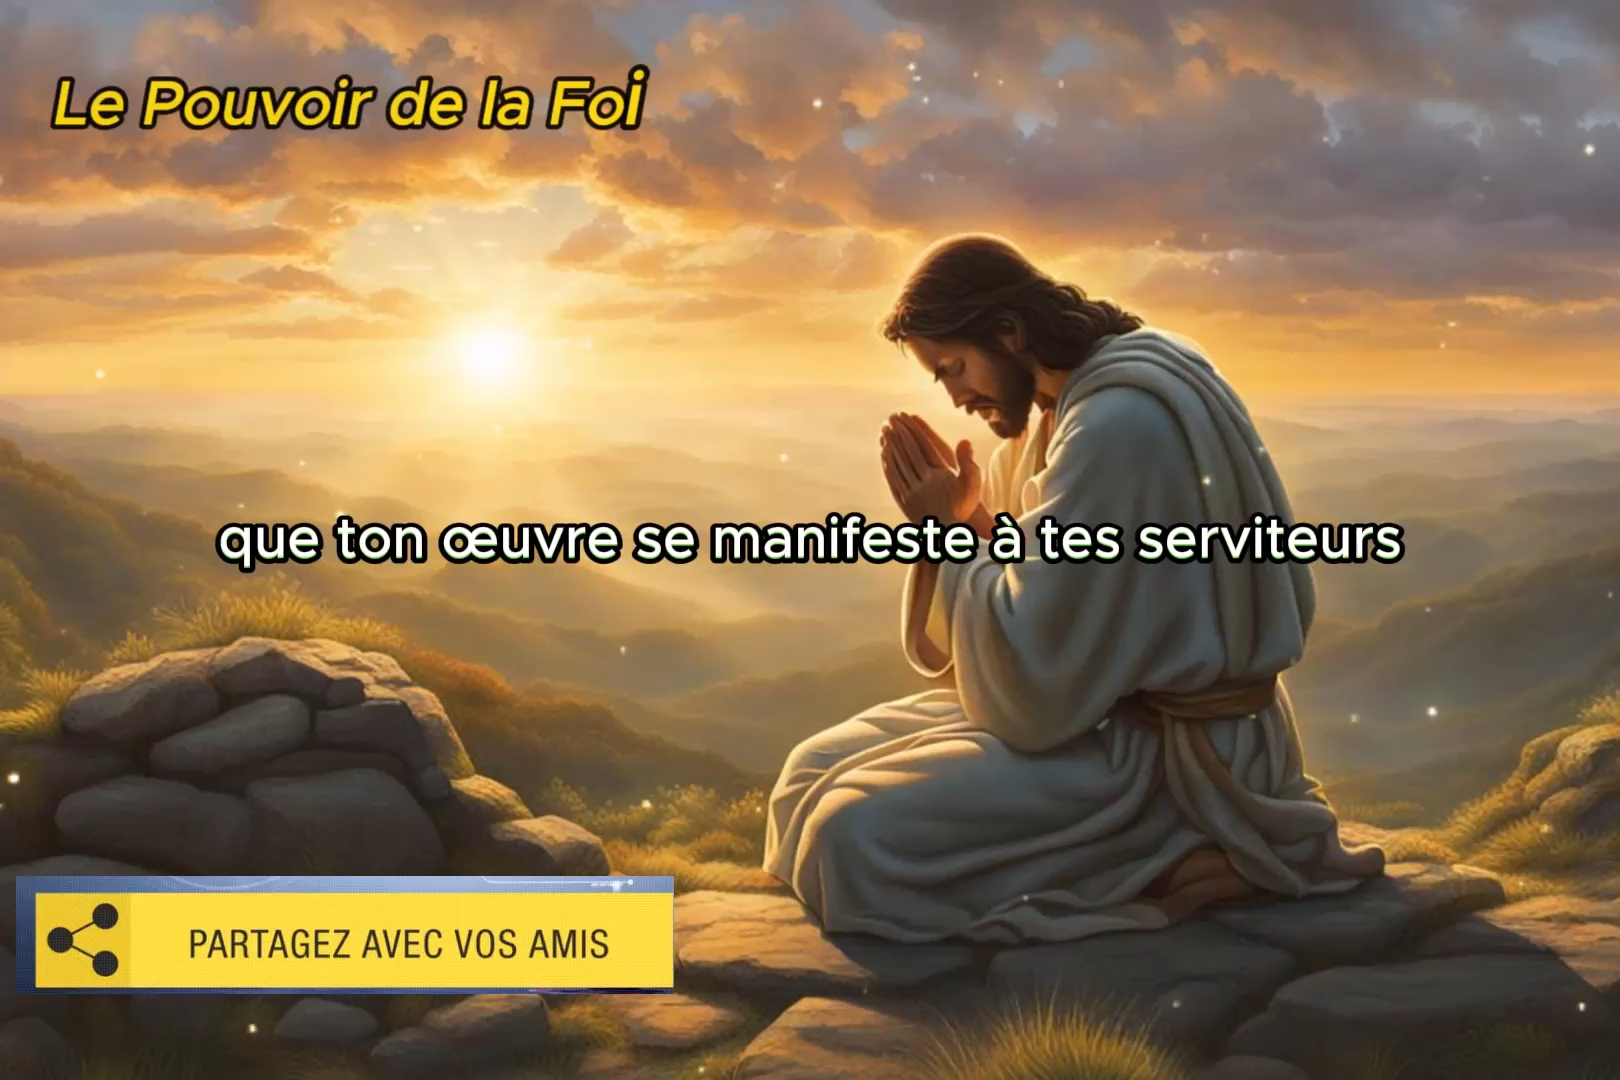 Le Pouvoir de la Foi
que ton œuvre se manifeste à tes serviteurs
PARTAGEZ AVEC VOS AMIS